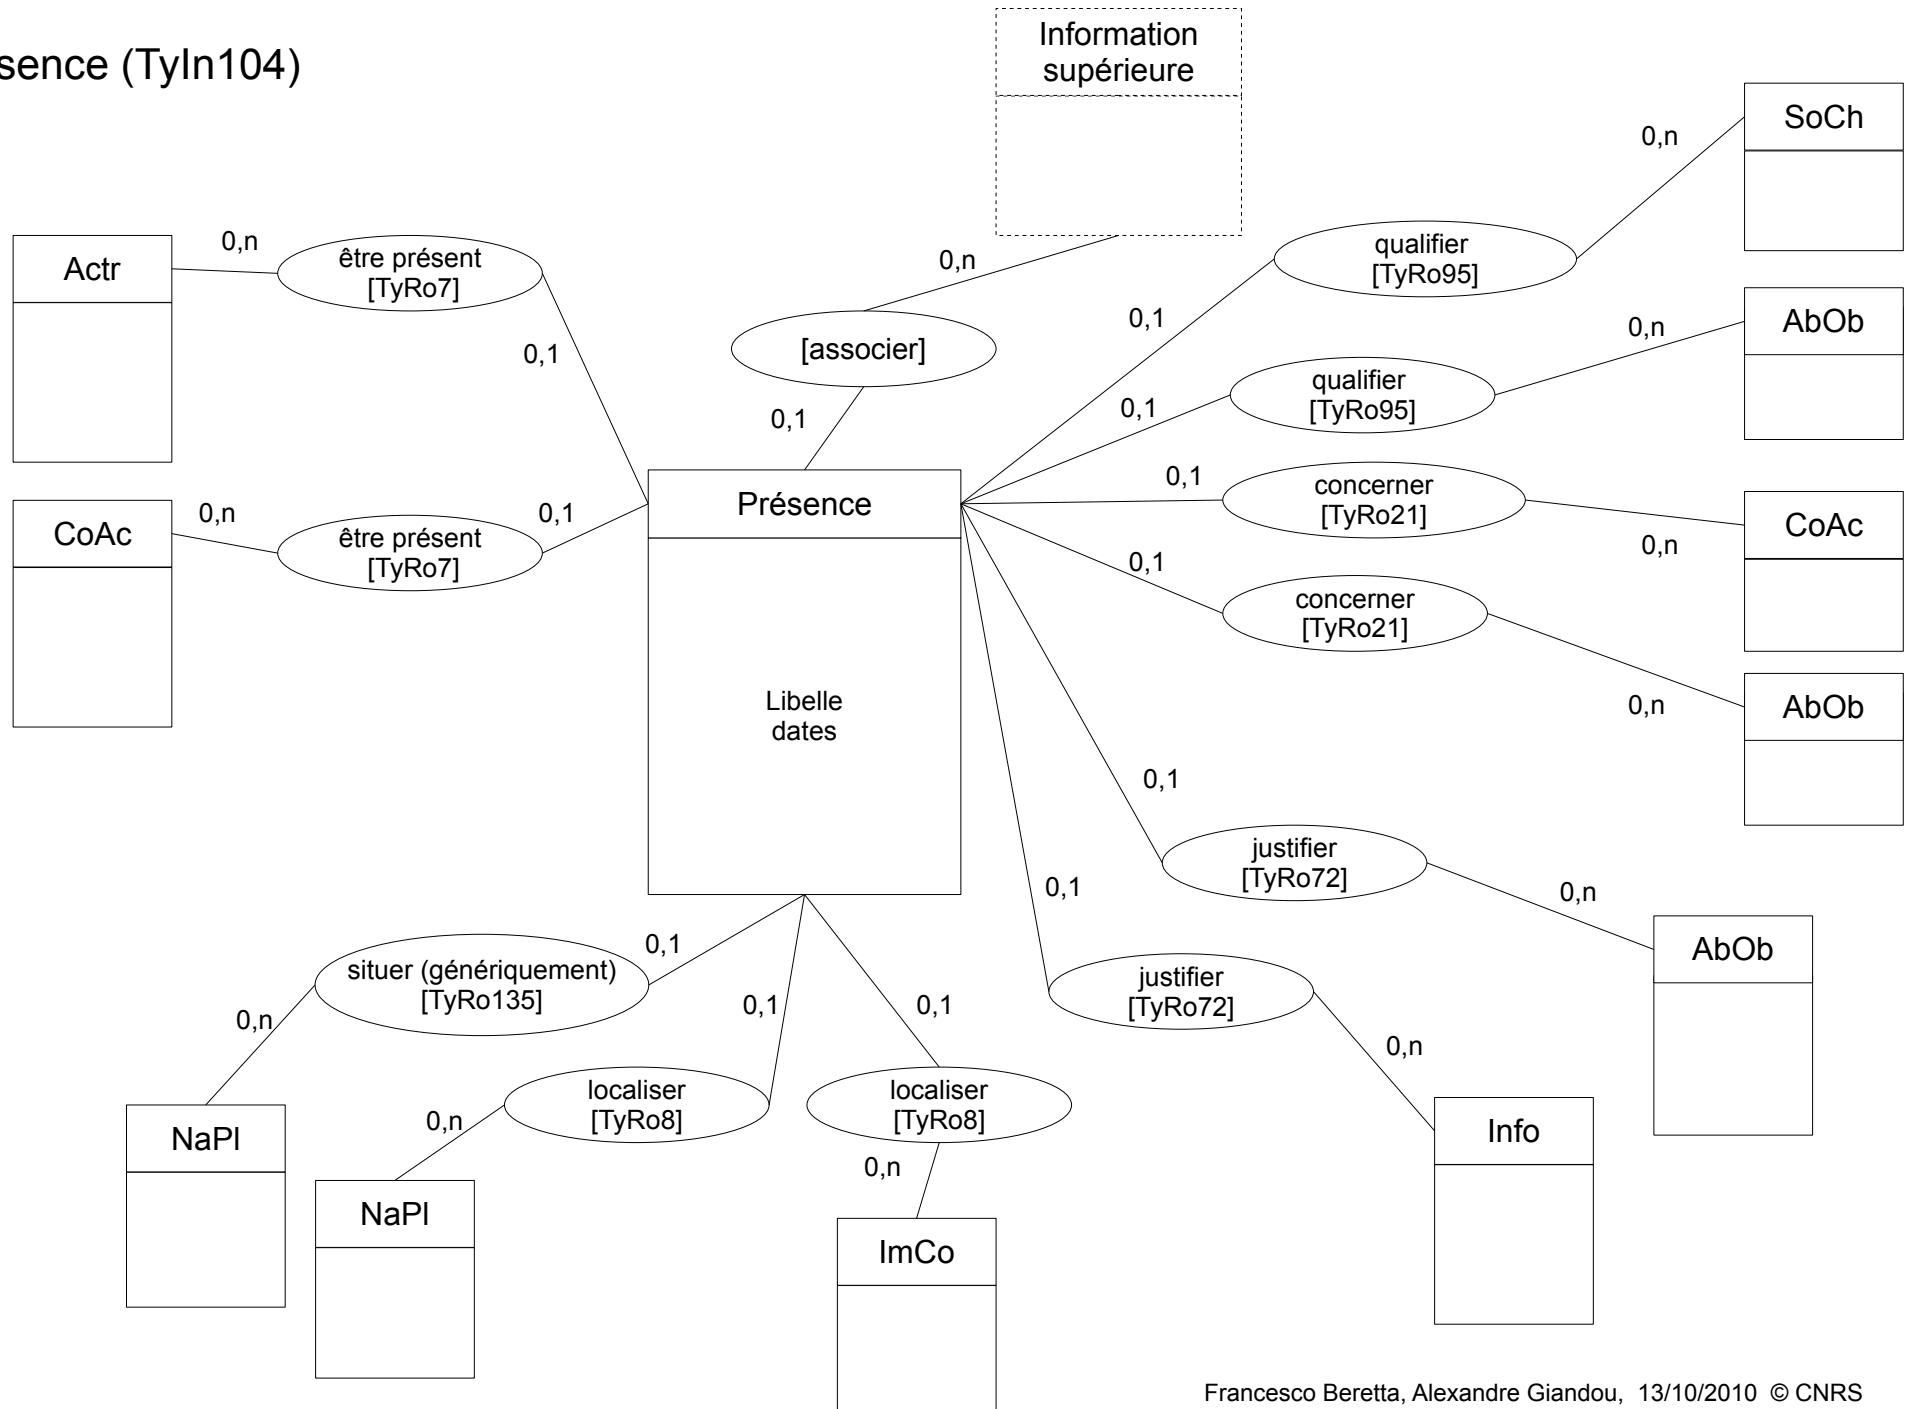 sence (TyIn104)
Information
supérieure
SoCh
0,n
qualifier
[TyRo95]
0,n
être présent
[TyRo7]
Actr
0,n
[associer]
0,1
0,1
0,n
AbOb
qualifier
[TyRo95]
0,1
0,1
Présence
Libelle
dates
CoAc
0,n
être présent
[TyRo7]
0,1
0,1
concerner
[TyRo21]
0,n
CoAc
0,1
concerner
[TyRo21]
0,n
AbOb
0,1
justifier
[TyRo72]
0,n
AbOb
0,1
justifier
[TyRo72]
0,n
Info
situer (génériquement)
[TyRo135]
0,1
0,n
NaPl
0,1
localiser
[TyRo8]
0,n
NaPl
0,1
localiser
[TyRo8]
0,n
ImCo
Francesco Beretta, Alexandre Giandou, 13/10/2010 © CNRS